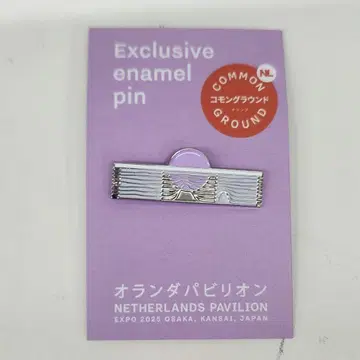 Exclusive
enamel
pin
NL
COMMON
コモングラウンド
GROUND
オランダパビリオン
NETHERLANDS PAVILION
EXPO 2025 OSAKA, KANSAI, JAPAN